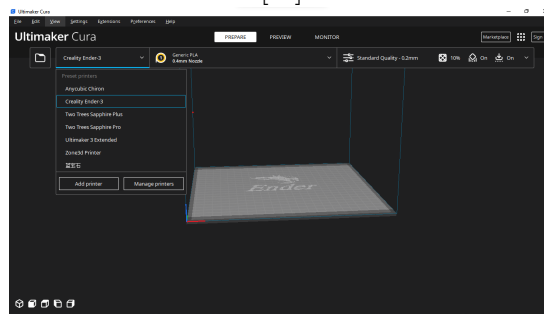 Ultimaker Cura
File Edit View Settings Extensions Preferences Help
Ultimaker Cura
PREPARE PREVIEW MONITOR
Marketplace Sign
Creality Ender-3
Generic PLA
0.4mm Nozzle
Standard Quality - 0.2mm
10% On On
Preset printers
Anycubic Chiron
Creality Ender-3
Two Trees Sapphire Plus
Two Trees Sapphire Pro
Ultimaker 3 Extended
Zone3d Printer
Add printer Manage printers
Ender